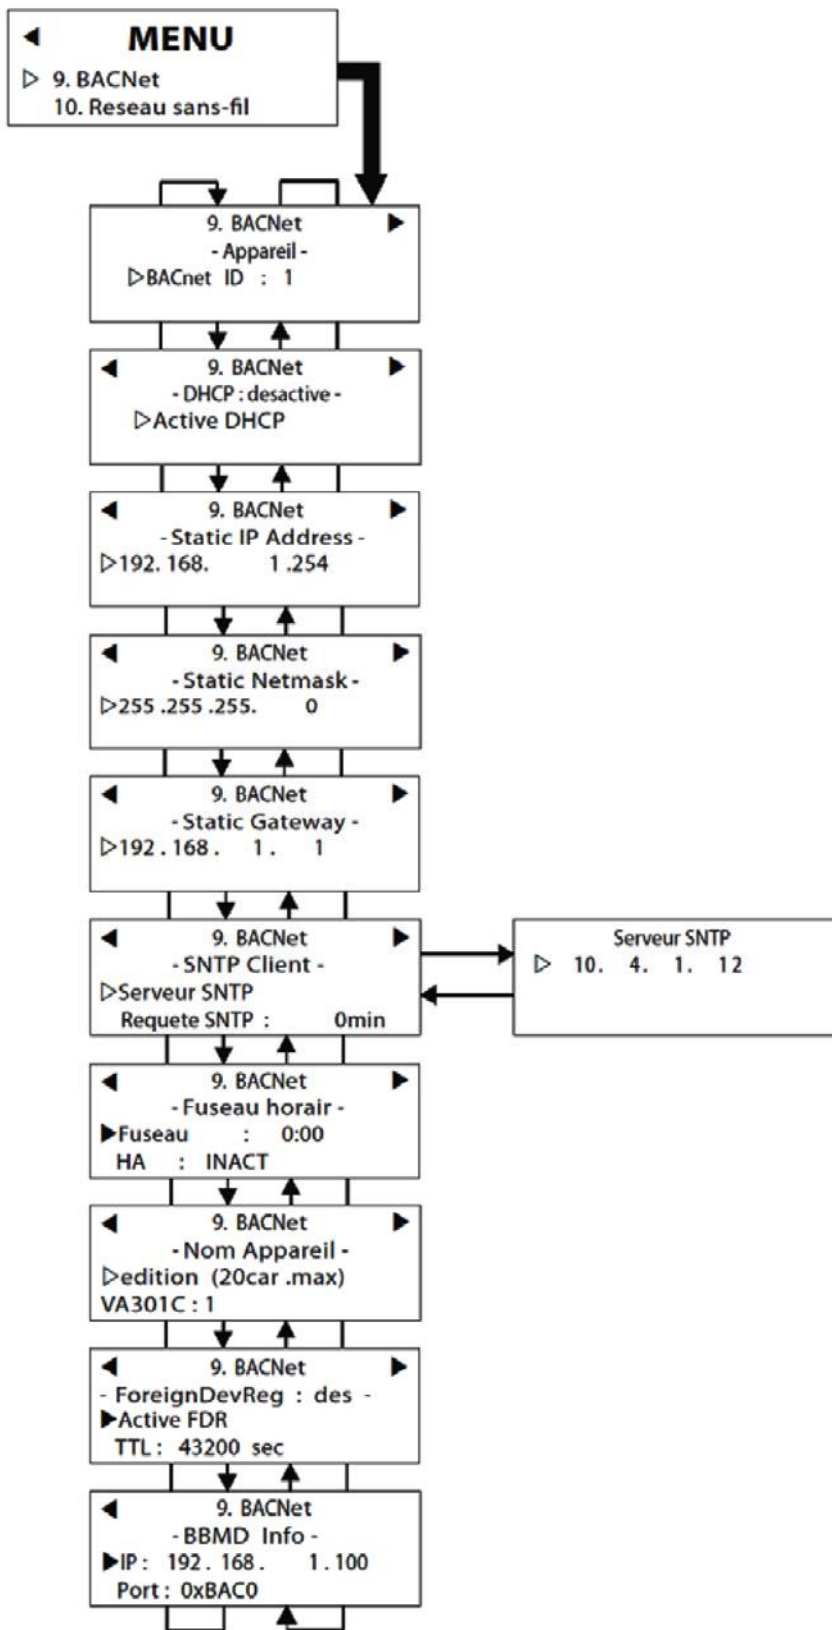 MENU
9. BACNet
10. Reseau sans-fil
9. BACNet
- Appareil -
BACnet ID : 1
9. BACNet
- DHCP : desactive -
Active DHCP
9. BACNet
- Static IP Address -
192. 168. 1 .254
9. BACNet
- Static Netmask -
255 .255 .255. 0
9. BACNet
- Static Gateway -
192 . 168 . 1 . 1
9. BACNet
- SNTP Client -
Serveur SNTP
Requete SNTP : 0min
Serveur SNTP
10. 4. 1. 12
9. BACNet
- Fuseau horair -
Fuseau : 0:00
HA : INACT
9. BACNet
- Nom Appareil -
edition (20car .max)
VA301C : 1
9. BACNet
- ForeignDevReg : des -
Active FDR
TTL : 43200 sec
9. BACNet
- BBMD Info -
IP : 192 . 168 . 1 . 100
Port : 0xBAC0